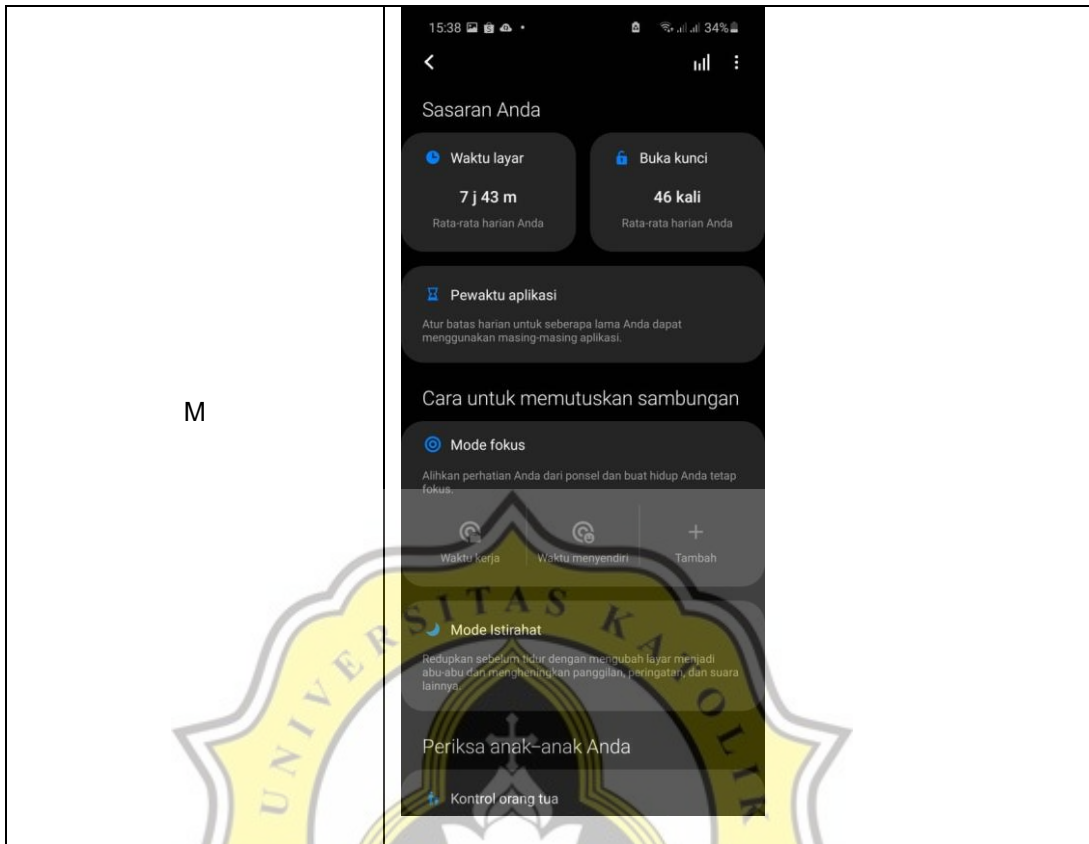 M
15:38
34%
Sasaran Anda
Waktu layar
7 j 43 m
Rata-rata harian Anda
Buka kunci
46 kali
Rata-rata harian Anda
Pewaktu aplikasi
Atur batas harian untuk seberapa lama Anda dapat
menggunakan masing-masing aplikasi.
Cara untuk memutuskan sambungan
Mode fokus
Alihkan perhatian Anda dari ponsel dan buat hidup Anda tetap
fokus.
Waktu kerja
Waktu menyendiri
Tambah
Mode Istirahat
Redupkan sebelum tidur dengan mengubah layar menjadi
abu-abu dan mengheningkan panggilan, peringatan, dan suara
lainnya.
Periksa anak-anak Anda
Kontrol orang tua
UNIVERSITAS KATOLIK